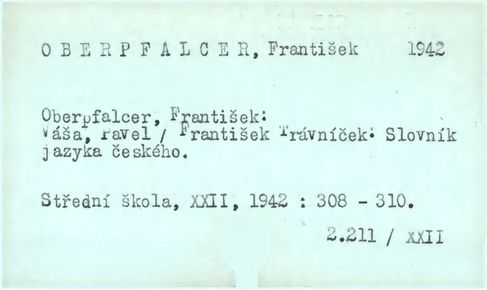 OBERPFALCER, František 1942
Oberpfalcer, František:
Váša, Pavel / František Trávníček: Slovník
jazyka českého.
Střední škola, XXII, 1942 : 308 - 310.
2.211 / XXII